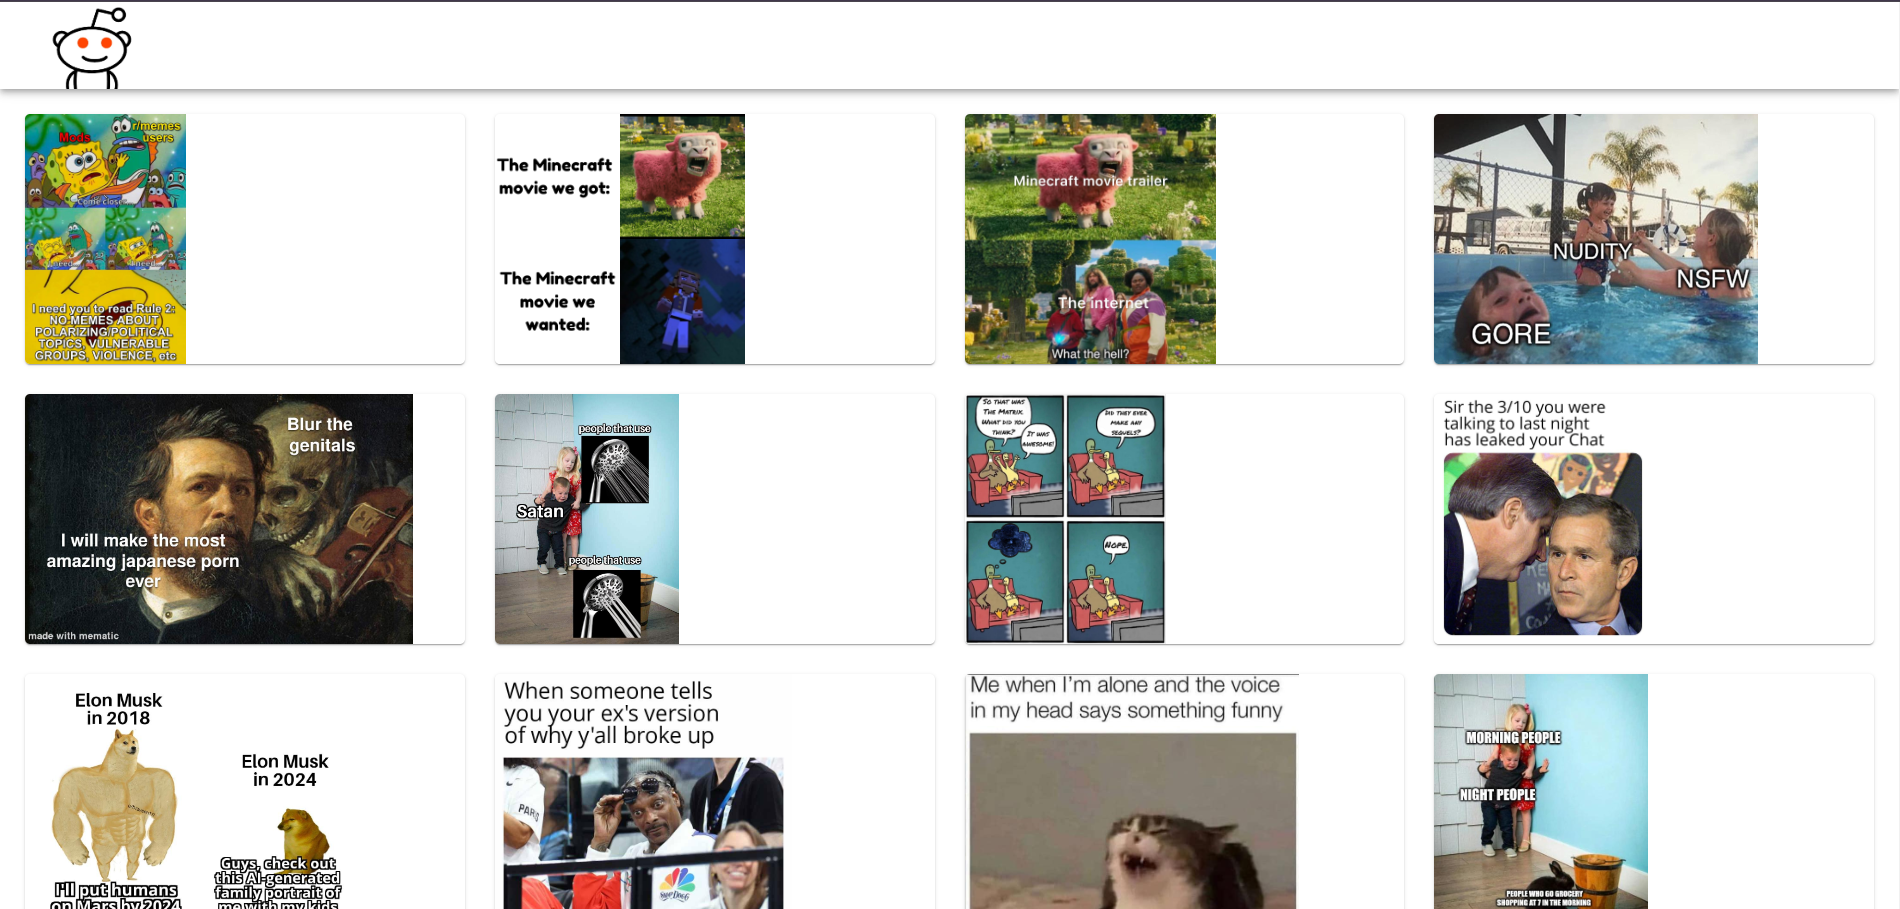 Mods
r/memes
users
Come closer
I need
I need
I need you to read Rule 2:
NO MEMES ABOUT
POLARIZING/POLITICAL
TOPICS, VULNERABLE
GROUPS, VIOLENCE, etc
The Minecraft
movie we got:
The Minecraft
movie we
wanted:
Minecraft movie trailer
The internet
What the hell?
NUDITY
NSFW
GORE
Blur the
genitals
I will make the most
amazing japanese porn
ever
made with mematic
people that use
Satan
people that use
SO THAT WAS
THE MATRIX.
WHAT DID YOU
THINK?
IT WAS
AWESOME!
DID THEY EVER
MAKE ANY
SEQUELS?
NOPE.
Sir the 3/10 you were
talking to last night
has leaked your Chat
Elon Musk
in 2018
I'll put humans
on Mars by 2024
Elon Musk
in 2024
Guys, check out
this AI-generated
family portrait of
me with my kids
When someone tells
you your ex's version
of why y'all broke up
PARIS
Snoop Dogg
Me when I'm alone and the voice
in my head says something funny
MORNING PEOPLE
NIGHT PEOPLE
PEOPLE WHO GO GROCERY
SHOPPING AT 7 IN THE MORNING